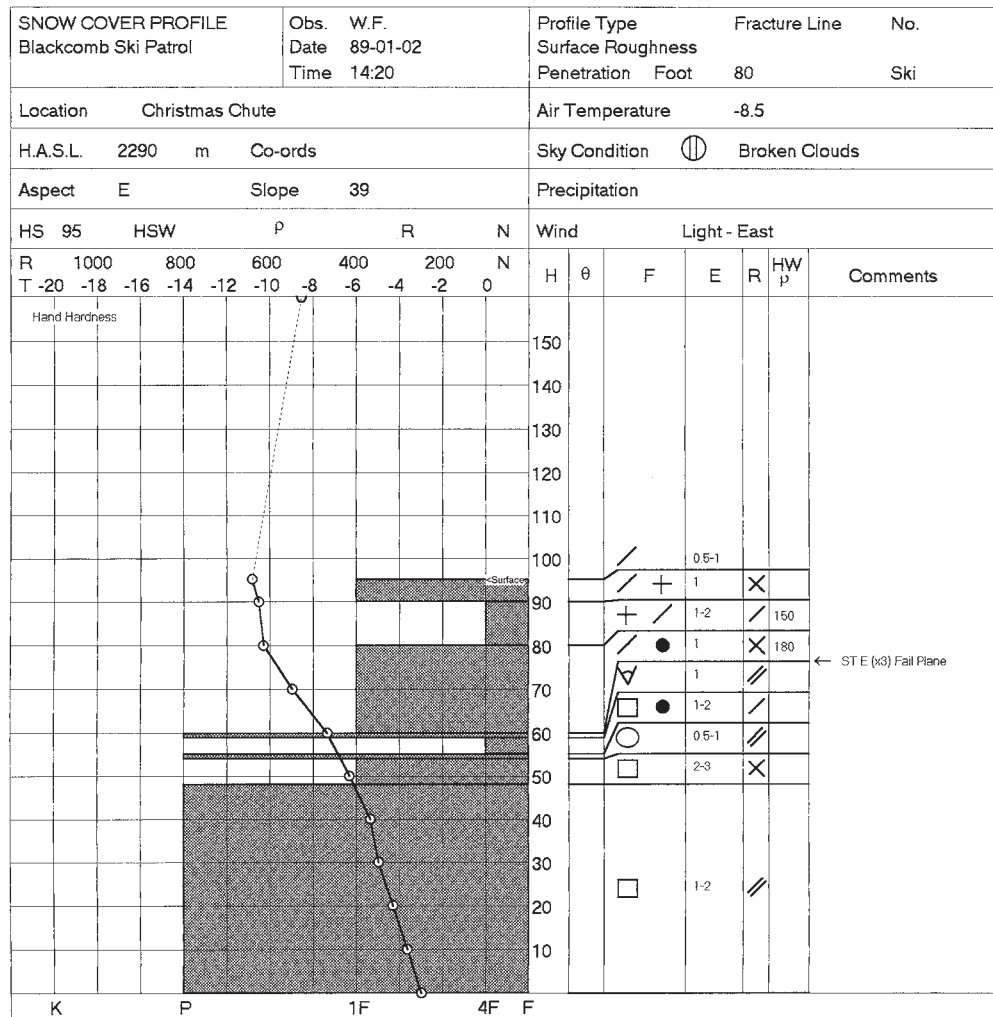 SNOW COVER PROFILE Obs. W.F. Profile Type Fracture Line No.
Blackcomb Ski Patrol Date 89-01-02 Surface Roughness
Time 14:20 Penetration Foot 80 Ski
Location Christmas Chute Air Temperature -8.5
H.A.S.L. 2290 m Co-ords Sky Condition Broken Clouds
Aspect E Slope 39 Precipitation
HS 95 HSW ρ R N Wind Light - East
R 1000 800 600 400 200 N H θ F E R HW ρ Comments
T -20 -18 -16 -14 -12 -10 -8 -6 -4 -2 0
Hand Hardness
150
140
130
120
110
100 0.5-1
<Surface 1
90
1-2 150
80 1 180
← ST E (x3) Fail Plane
70 1
1-2
60 0.5-1
50 2-3
40
30
1-2
20
10
K P 1F 4F F